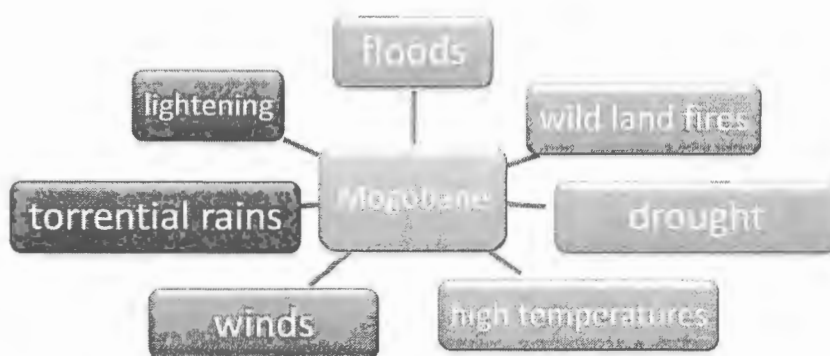 floods
lightening
wild land fires
Mogobane
torrential rains
drought
winds
high temperatures